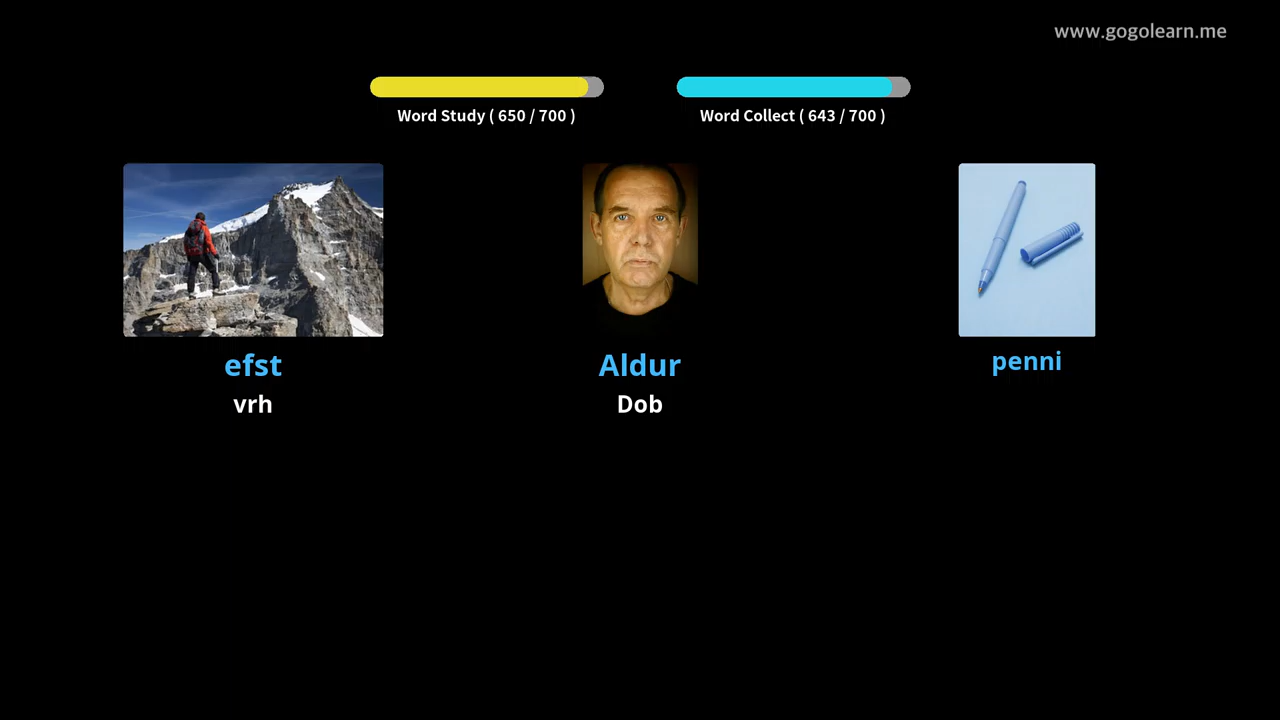 www.gogolearn.me
Word Study ( 650 / 700 )
Word Collect ( 643 / 700 )
efst
vrh
Aldur
Dob
penni